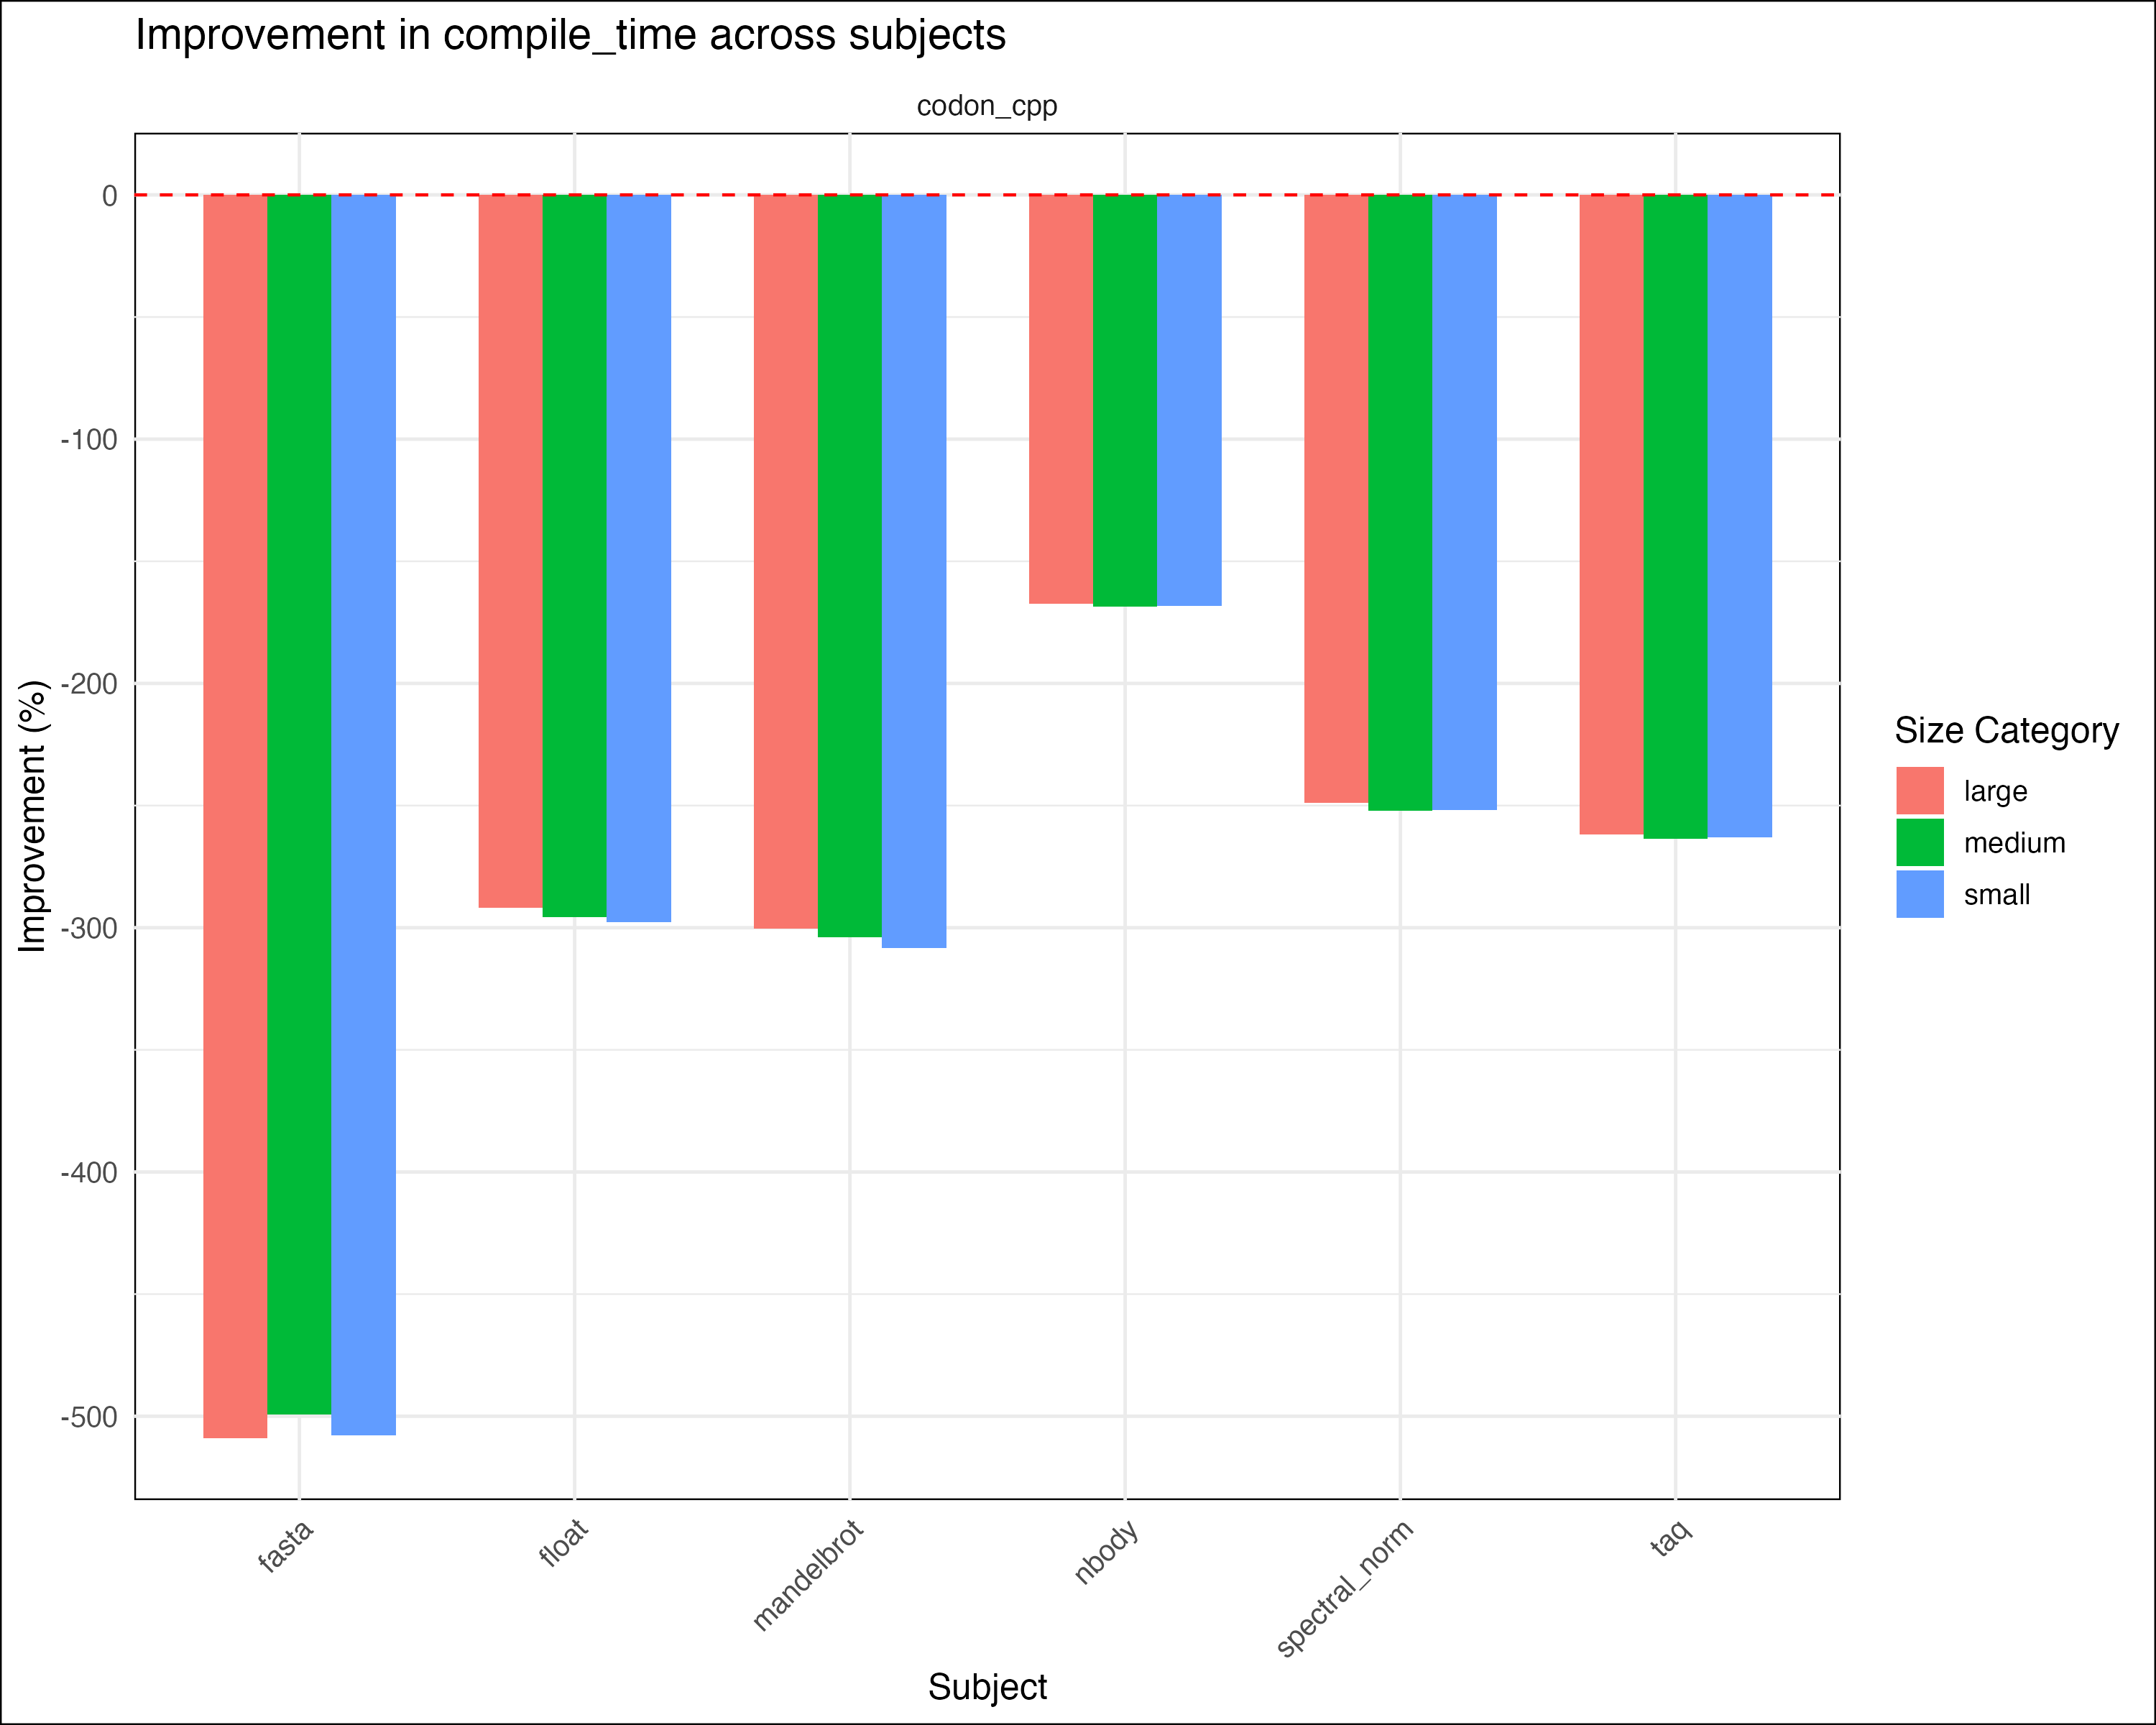 Improvement in compile_time across subjects
codon_cpp
0
-100
-200
-300
-400
-500
Improvement (%)
fasta
float
mandelbrot
nbody
spectral_norm
taq
Subject
Size Category
large
medium
small